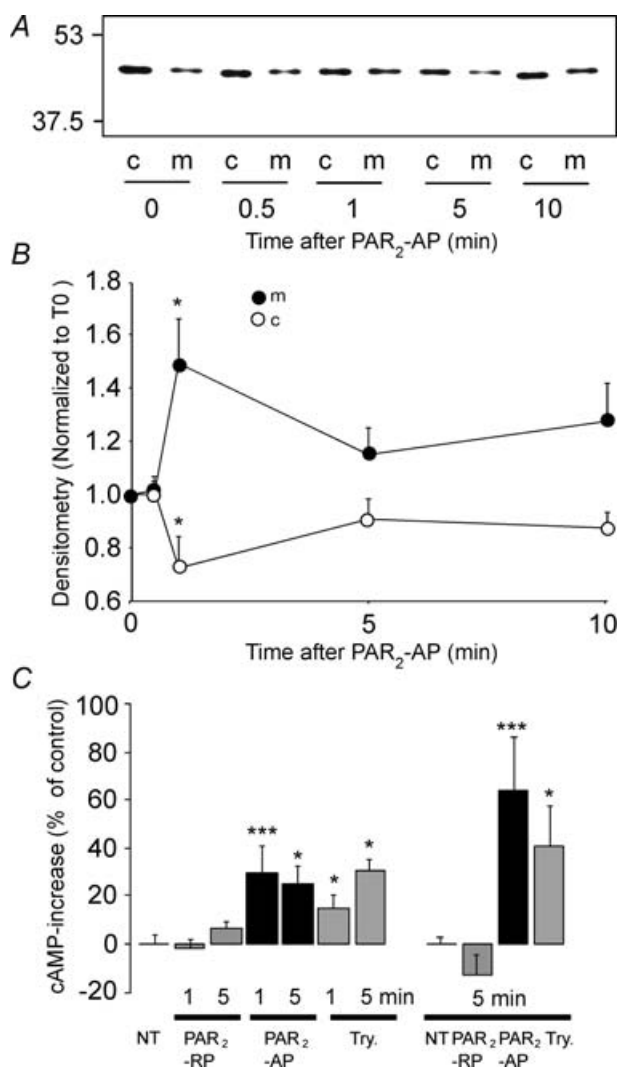 A
53
37.5
c m c m c m c m c m
0 0.5 1 5 10
Time after PAR₂-AP (min)
B
Densitometry (Normalized to T0)
1.8
1.6
1.4
1.2
1.0
0.8
0.6
*
*
m
c
0 5 10
Time after PAR₂-AP (min)
C
cAMP-increase (% of control)
100
80
60
40
20
0
-20
*** * * * *** *
1 5 1 5 1 5 min 5 min
NT PAR₂ PAR₂ Try. NT PAR₂ PAR₂ Try.
-RP -AP -RP -AP